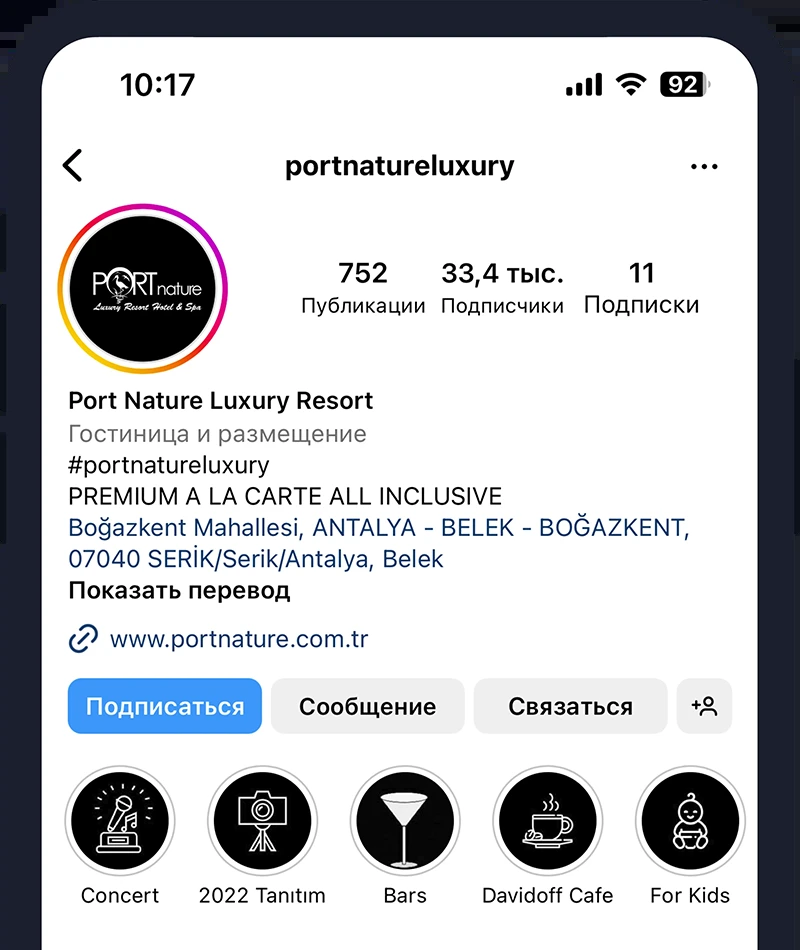 10:17
92
portnatureluxury
PORT nature
Luxury Resort Hotel & Spa
752
33,4 тыс.
11
Публикации
Подписчики
Подписки
Port Nature Luxury Resort
Гостиница и размещение
#portnatureluxury
PREMIUM A LA CARTE ALL INCLUSIVE
Boğazkent Mahallesi, ANTALYA - BELEK - BOĞAZKENT,
07040 SERİK/Serik/Antalya, Belek
Показать перевод
www.portnature.com.tr
Подписаться
Сообщение
Связаться
Concert
2022 Tanıtım
Bars
Davidoff Cafe
For Kids